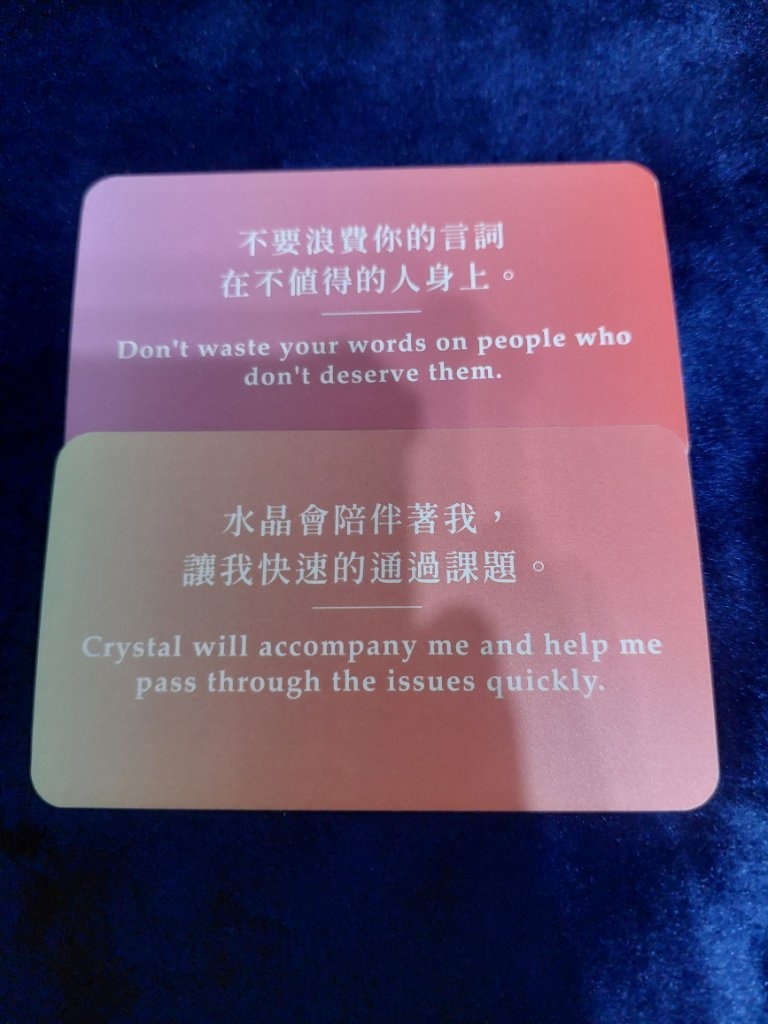 不要浪費你的言詞
在不值得的人身上。
Don't waste your words on people who
don't deserve them.
水晶會陪伴著我，
讓我快速的通過課題。
Crystal will accompany me and help me
pass through the issues quickly.